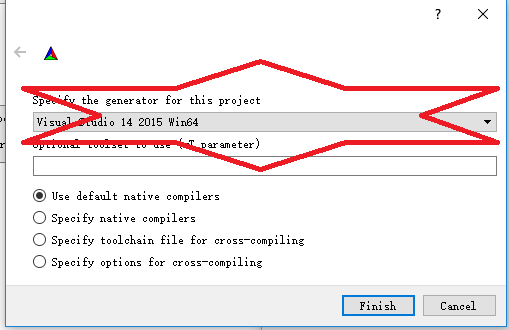 ?
Specify the generator for this project
Visual Studio 14 2015 Win64
Optional toolset to use (-T parameter)
Use default native compilers
Specify native compilers
Specify toolchain file for cross-compiling
Specify options for cross-compiling
Finish
Cancel